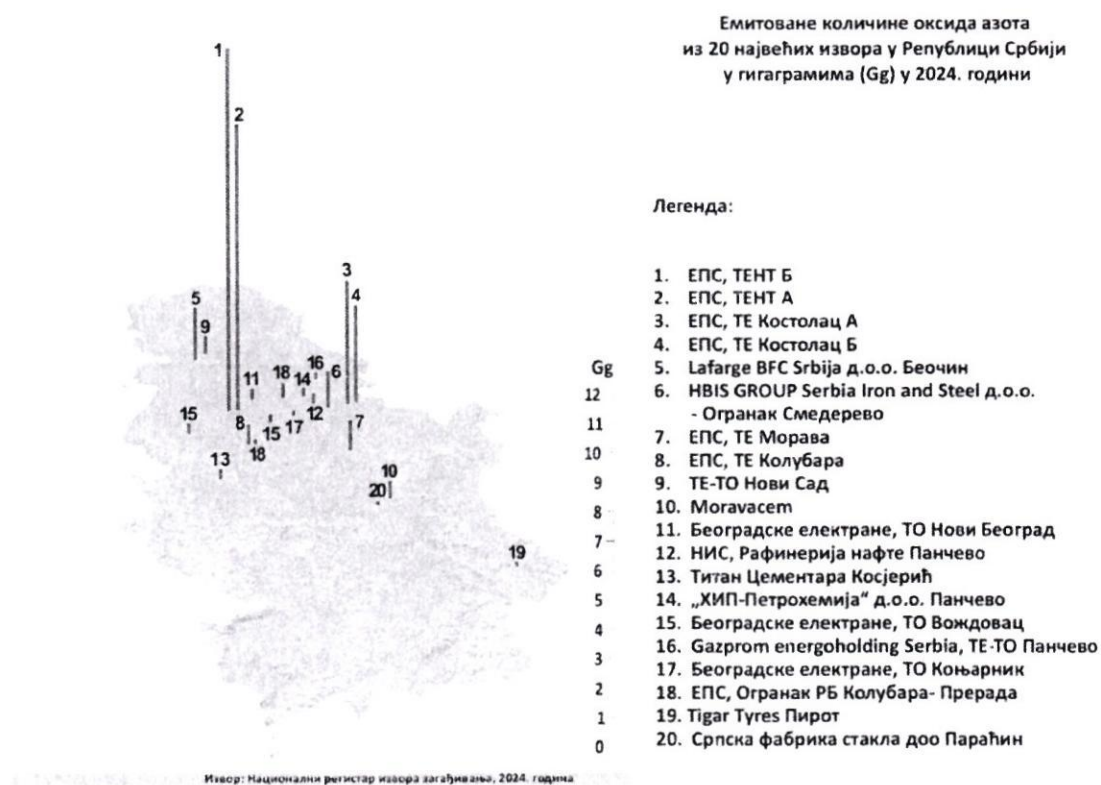 Емитоване количине оксида азота
из 20 највећих извора у Републици Србији
у гигаграмима (Gg) у 2024. години
Легенда:
1. ЕПС, ТЕНТ Б
2. ЕПС, ТЕНТ А
3. ЕПС, ТЕ Костолац А
4. ЕПС, ТЕ Костолац Б
5. Lafarge BFC Srbija д.о.о. Беочин
6. HBIS GROUP Serbia Iron and Steel д.о.о.
- Огранак Смедерево
7. ЕПС, ТЕ Морава
8. ЕПС, ТЕ Колубара
9. ТЕ-ТО Нови Сад
10. Moravacem
11. Београдске електране, ТО Нови Београд
12. НИС, Рафинерија нафте Панчево
13. Титан Цементара Косјерић
14. „ХИП-Петрохемија“ д.о.о. Панчево
15. Београдске електране, ТО Вождовац
16. Gazprom energoholding Serbia, ТЕ-ТО Панчево
17. Београдске електране, ТО Коњарник
18. ЕПС, Огранак РБ Колубара- Прерада
19. Tigar Tyres Пирот
20. Српска фабрика стакла доо Параћин
Gg
12
11
10
9
8
7
6
5
4
3
2
1
0
1
2
3
4
5
9
16
6
18
14
11
12
15
8
17
7
15
18
13
10
20
19
Извор: Национални регистар извора загађивања, 2024. година